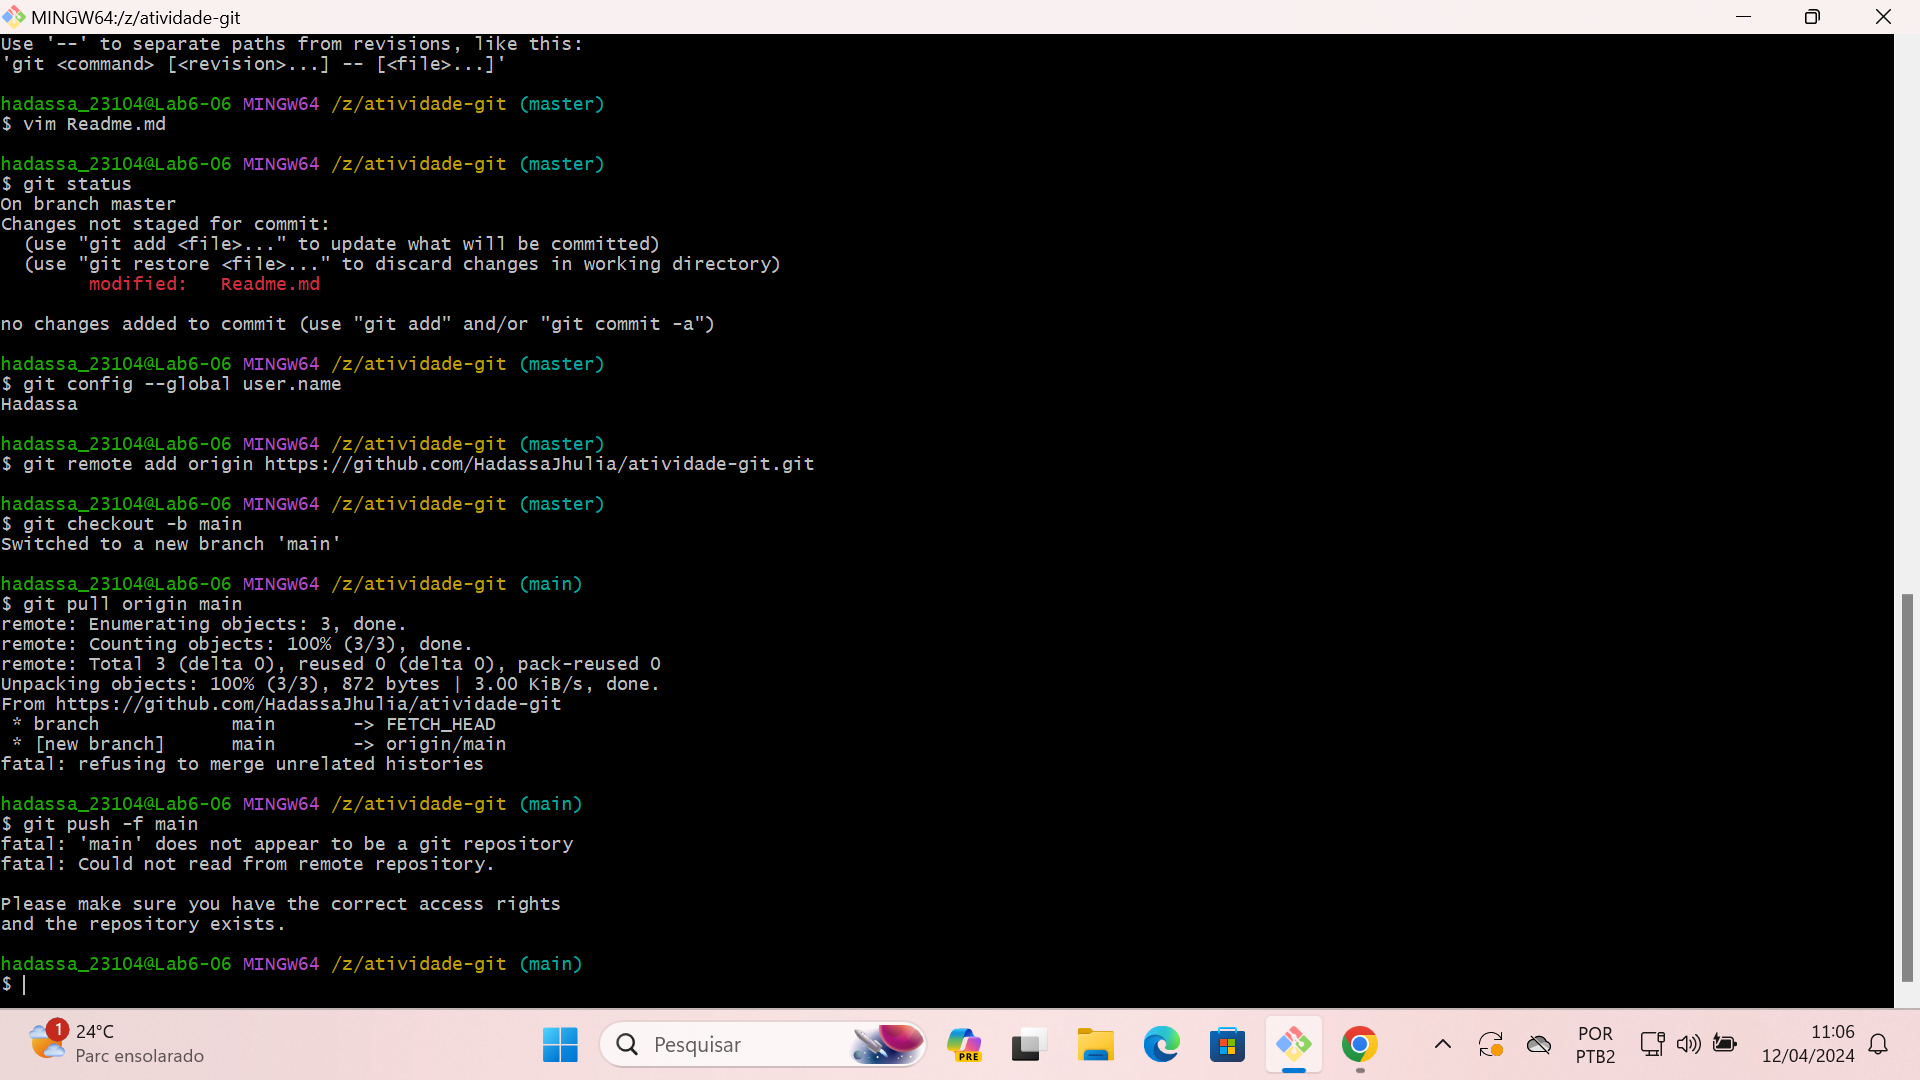 MINGW64:/z/atividade-git
Use '--' to separate paths from revisions, like this:
'git <command> [<revision>...] -- [<file>...]'

hadassa_23104@Lab6-06 MINGW64 /z/atividade-git (master)
$ vim Readme.md

hadassa_23104@Lab6-06 MINGW64 /z/atividade-git (master)
$ git status
On branch master
Changes not staged for commit:
  (use "git add <file>..." to update what will be committed)
  (use "git restore <file>..." to discard changes in working directory)
        modified:   Readme.md

no changes added to commit (use "git add" and/or "git commit -a")

hadassa_23104@Lab6-06 MINGW64 /z/atividade-git (master)
$ git config --global user.name
Hadassa

hadassa_23104@Lab6-06 MINGW64 /z/atividade-git (master)
$ git remote add origin https://github.com/HadassaJhulia/atividade-git.git

hadassa_23104@Lab6-06 MINGW64 /z/atividade-git (master)
$ git checkout -b main
Switched to a new branch 'main'

hadassa_23104@Lab6-06 MINGW64 /z/atividade-git (main)
$ git pull origin main
remote: Enumerating objects: 3, done.
remote: Counting objects: 100% (3/3), done.
remote: Total 3 (delta 0), reused 0 (delta 0), pack-reused 0
Unpacking objects: 100% (3/3), 872 bytes | 3.00 KiB/s, done.
From https://github.com/HadassaJhulia/atividade-git
 * branch            main       -> FETCH_HEAD
 * [new branch]      main       -> origin/main
fatal: refusing to merge unrelated histories

hadassa_23104@Lab6-06 MINGW64 /z/atividade-git (main)
$ git push -f main
fatal: 'main' does not appear to be a git repository
fatal: Could not read from remote repository.

Please make sure you have the correct access rights
and the repository exists.

hadassa_23104@Lab6-06 MINGW64 /z/atividade-git (main)
$
1
24°C
Parc ensolarado
Pesquisar
PRE
POR
PTB2
11:06
12/04/2024